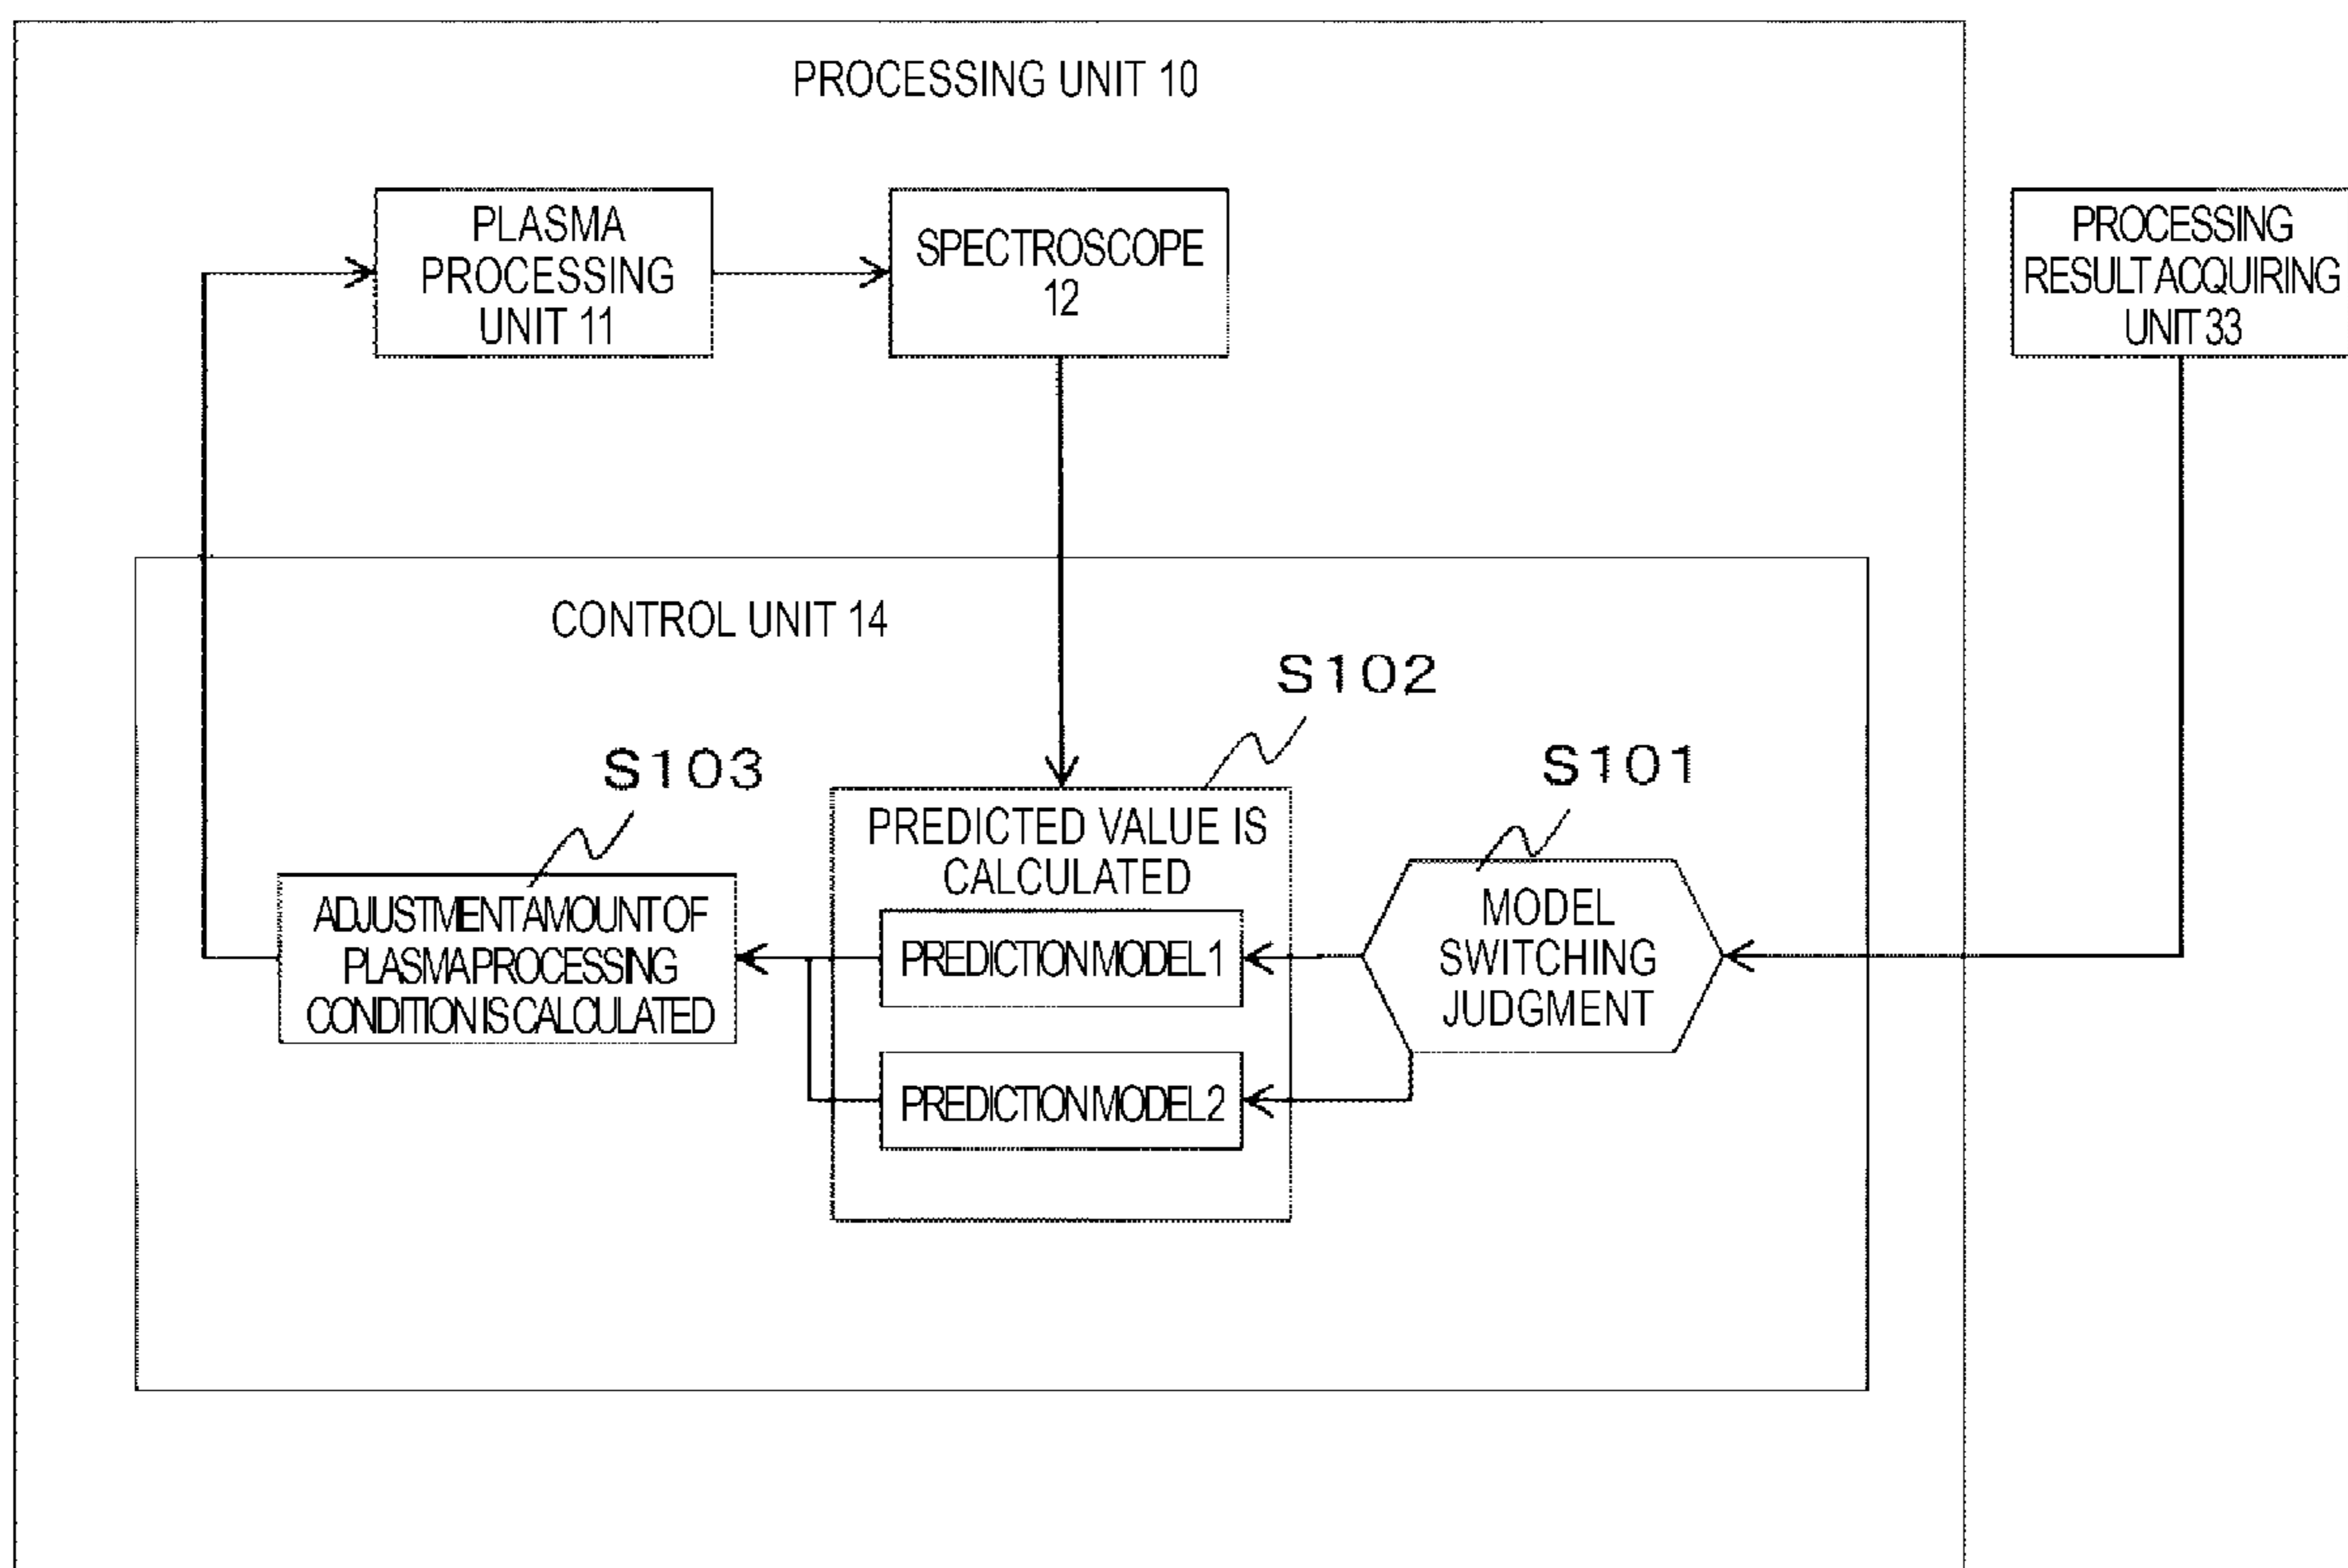 PROCESSING UNIT 10
PLASMA
PROCESSING
UNIT 11
SPECTROSCOPE
12
PROCESSING
RESULT ACQUIRING
UNIT 33
CONTROL UNIT 14
S102
S103
S101
PREDICTED VALUE IS
CALCULATED
ADJUSTMENT AMOUNT OF
PLASMA PROCESSING
CONDITION IS CALCULATED
PREDICTION MODEL 1
PREDICTION MODEL 2
MODEL
SWITCHING
JUDGMENT